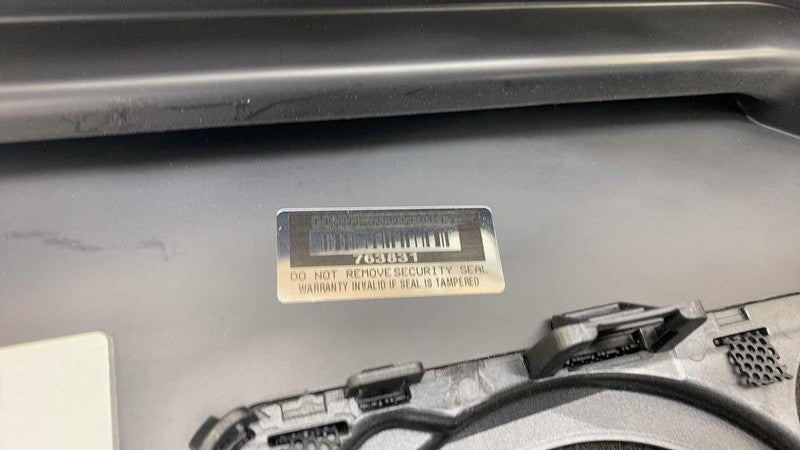 763831
DO NOT REMOVE SECURITY SEAL
WARRANTY INVALID IF SEAL IS TAMPERED